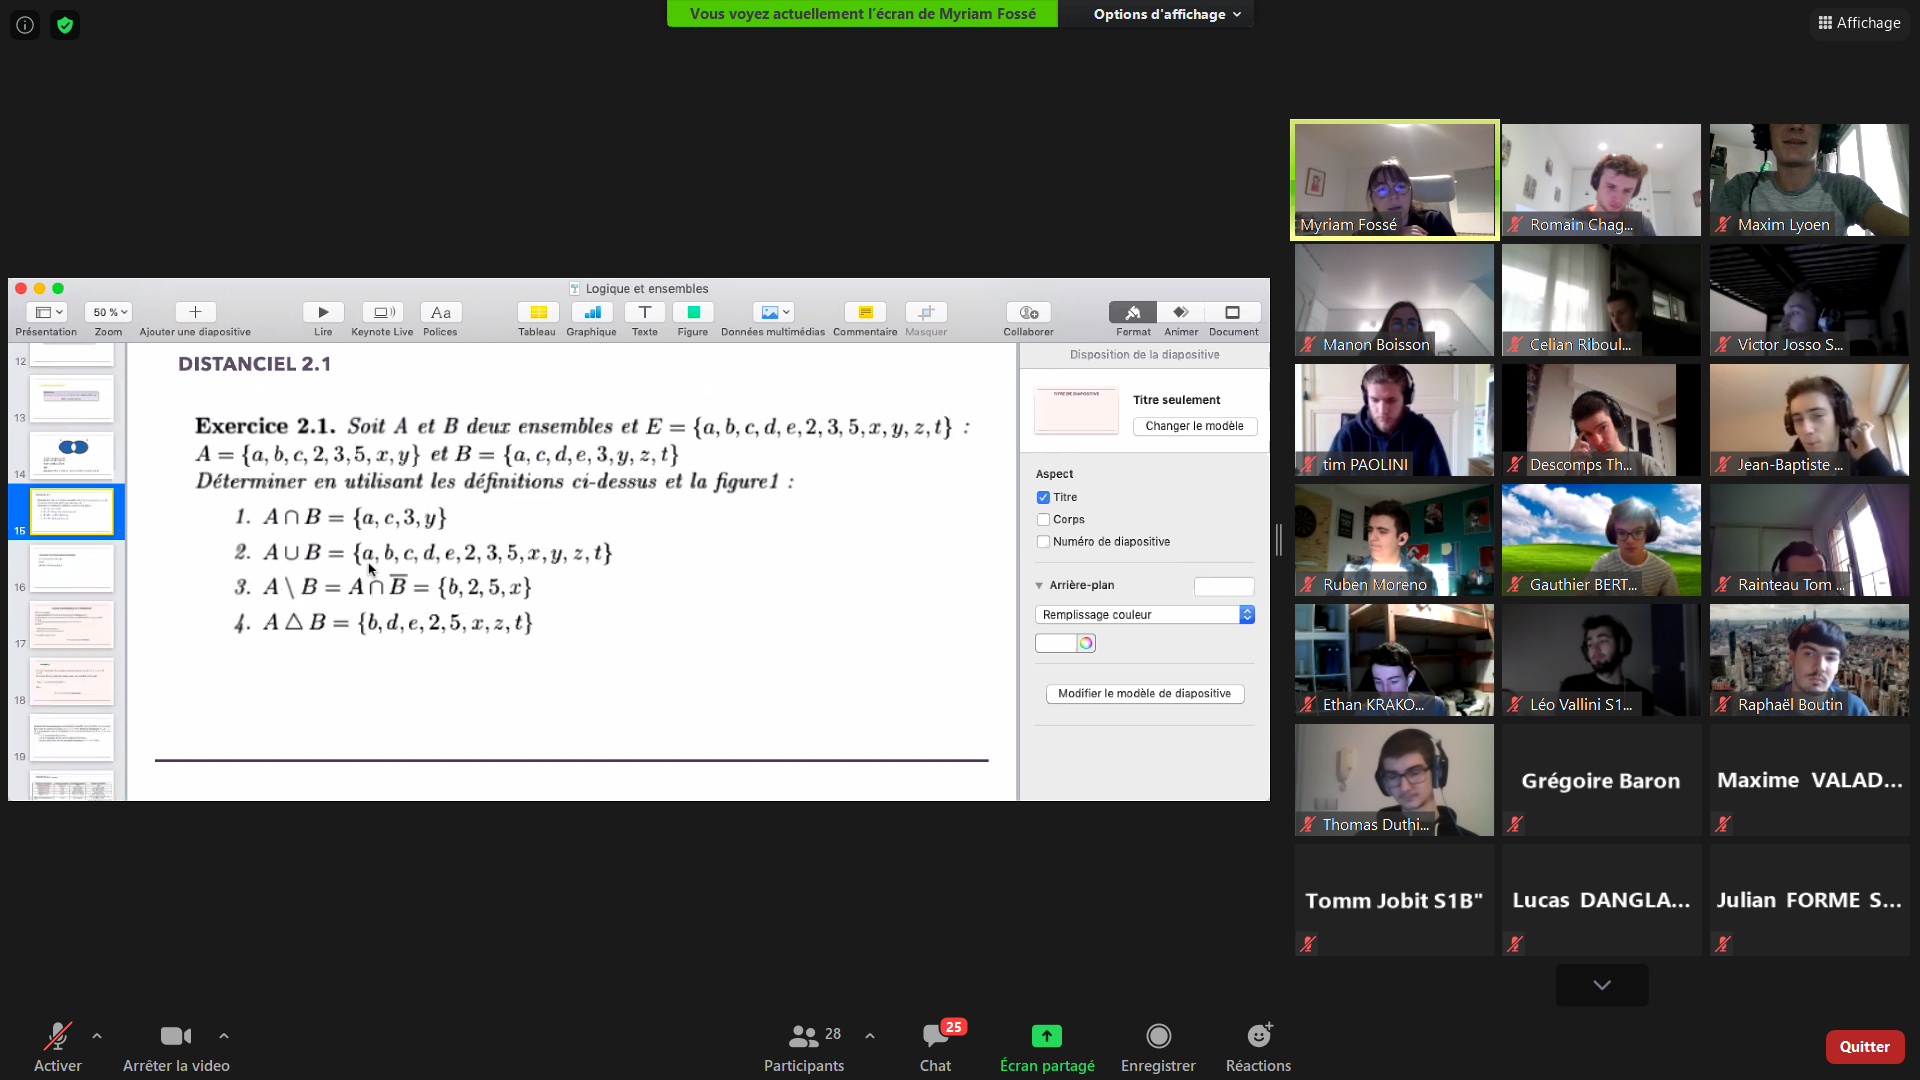 Vous voyez actuellement l'écran de Myriam Fossé
Options d'affichage
Affichage
Logique et ensembles
50 %
Aa
T
Présentation
Zoom
Ajouter une diapositive
Lire
Keynote Live
Polices
Tableau
Graphique
Texte
Figure
Données multimédias
Commentaire
Masquer
Collaborer
Format
Animer
Document
12
13
14
15
16
17
18
19
DISTANCIEL 2.1
Exercice 2.1. Soit A et B deux ensembles et E = {a, b, c, d, e, 2, 3, 5, x, y, z, t} :
A = {a, b, c, 2, 3, 5, x, y} et B = {a, c, d, e, 3, y, z, t}
Déterminer en utilisant les définitions ci-dessus et la figure1 :
1. A ∩ B = {a, c, 3, y}
2. A ∪ B = {a, b, c, d, e, 2, 3, 5, x, y, z, t}
3. A \ B = A ∩ B̅ = {b, 2, 5, x}
4. A △ B = {b, d, e, 2, 5, x, z, t}
Disposition de la diapositive
TITRE DE DIAPOSITIVE
Titre seulement
Changer le modèle
Aspect
Titre
Corps
Numéro de diapositive
Arrière-plan
Remplissage couleur
Modifier le modèle de diapositive
Myriam Fossé
Romain Chag...
Maxim Lyoen
Manon Boisson
Celian Riboul...
Victor Josso S...
tim PAOLINI
Descomps Th...
Jean-Baptiste ...
Ruben Moreno
Gauthier BERT...
Rainteau Tom ...
Ethan KRAKO...
Léo Vallini S1...
Raphaël Boutin
Thomas Duthi...
Grégoire Baron
Maxime VALAD...
Tomm Jobit S1B"
Lucas DANGLA...
Julian FORME S...
Activer
Arrêter la video
28
Participants
25
Chat
Écran partagé
Enregistrer
Réactions
Quitter